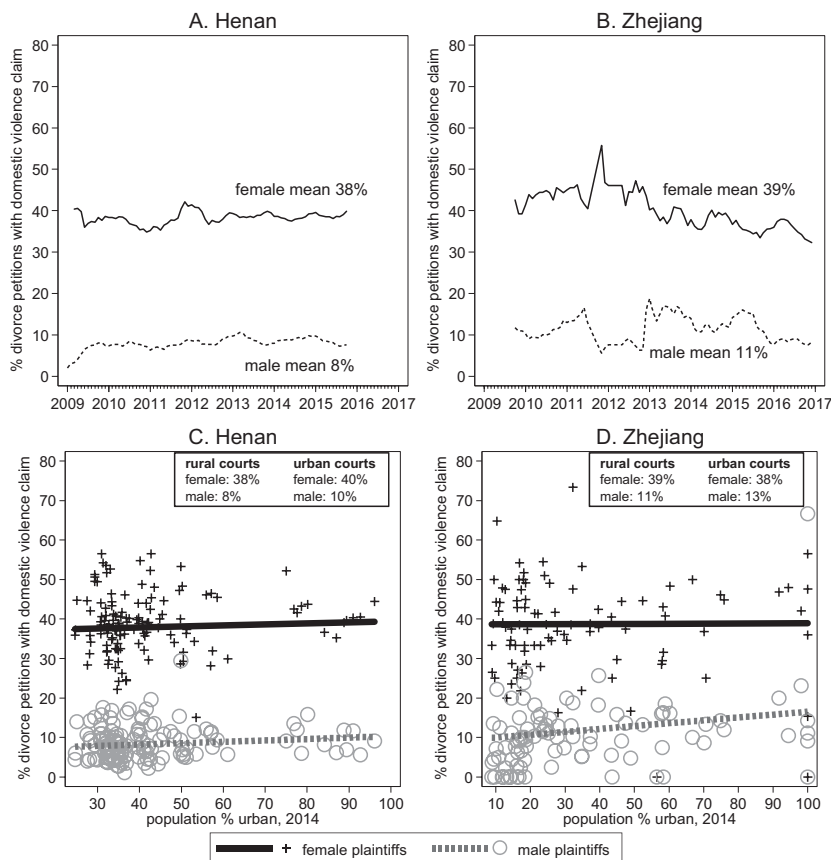 A. Henan
% divorce petitions with domestic violence claim
80
70
60
50
40
30
20
10
0
female mean 38%
male mean 8%
2009 2010 2011 2012 2013 2014 2015 2016 2017
B. Zhejiang
% divorce petitions with domestic violence claim
80
70
60
50
40
30
20
10
0
female mean 39%
male mean 11%
2009 2010 2011 2012 2013 2014 2015 2016 2017
C. Henan
% divorce petitions with domestic violence claim
80
70
60
50
40
30
20
10
0
rural courts urban courts
female: 38% female: 40%
male: 8% male: 10%
30 40 50 60 70 80 90 100
population % urban, 2014
D. Zhejiang
% divorce petitions with domestic violence claim
80
70
60
50
40
30
20
10
0
rural courts urban courts
female: 39% female: 38%
male: 11% male: 13%
10 20 30 40 50 60 70 80 90 100
population % urban, 2014
female plaintiffs male plaintiffs